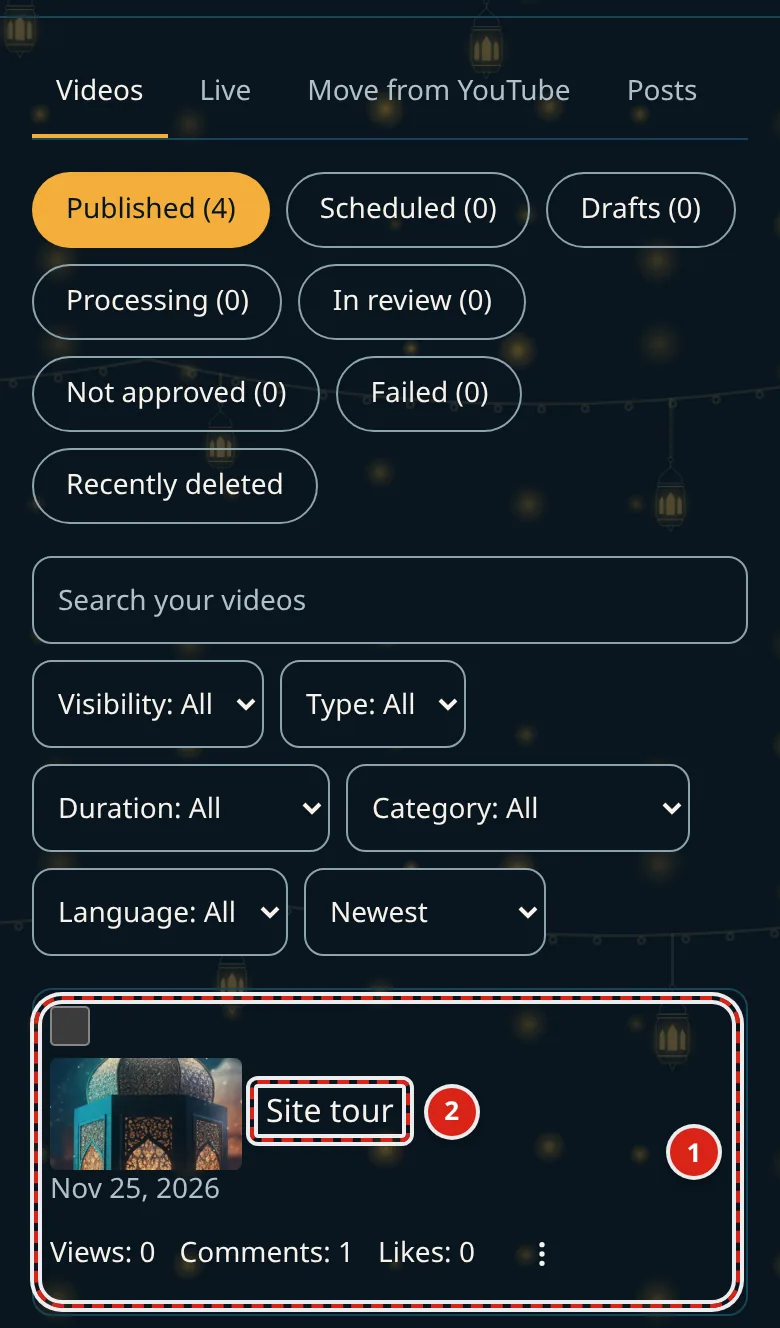 Videos Live Move from YouTube Posts
Published (4) Scheduled (0) Drafts (0)
Processing (0) In review (0)
Not approved (0) Failed (0)
Recently deleted
Search your videos
Visibility: All Type: All
Duration: All Category: All
Language: All Newest
Site tour 2
1
Nov 25, 2026
Views: 0 Comments: 1 Likes: 0